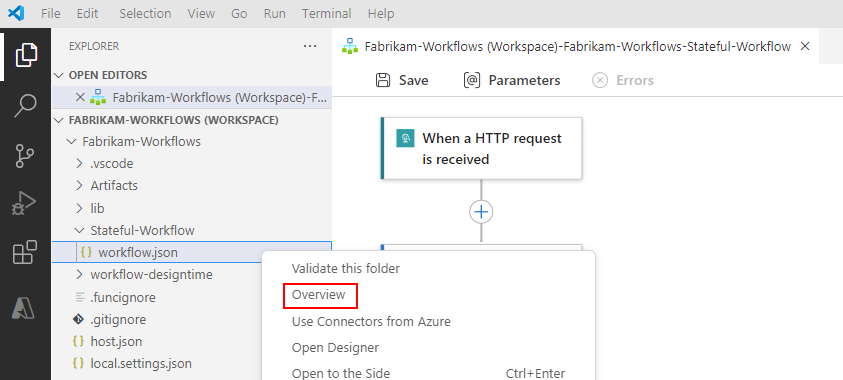 File Edit Selection View Go Run Terminal Help
EXPLORER ···
Fabrikam-Workflows (Workspace)-Fabrikam-Workflows-Stateful-Workflow
OPEN EDITORS
Fabrikam-Workflows (Workspace)-F...
Save Parameters Errors
FABRIKAM-WORKFLOWS (WORKSPACE)
Fabrikam-Workflows
.vscode
Artifacts
lib
Stateful-Workflow
{} workflow.json
workflow-designtime
.funcignore
.gitignore
{} host.json
{} local.settings.json
When a HTTP request
is received
Validate this folder
Overview
Use Connectors from Azure
Open Designer
Open to the Side Ctrl+Enter